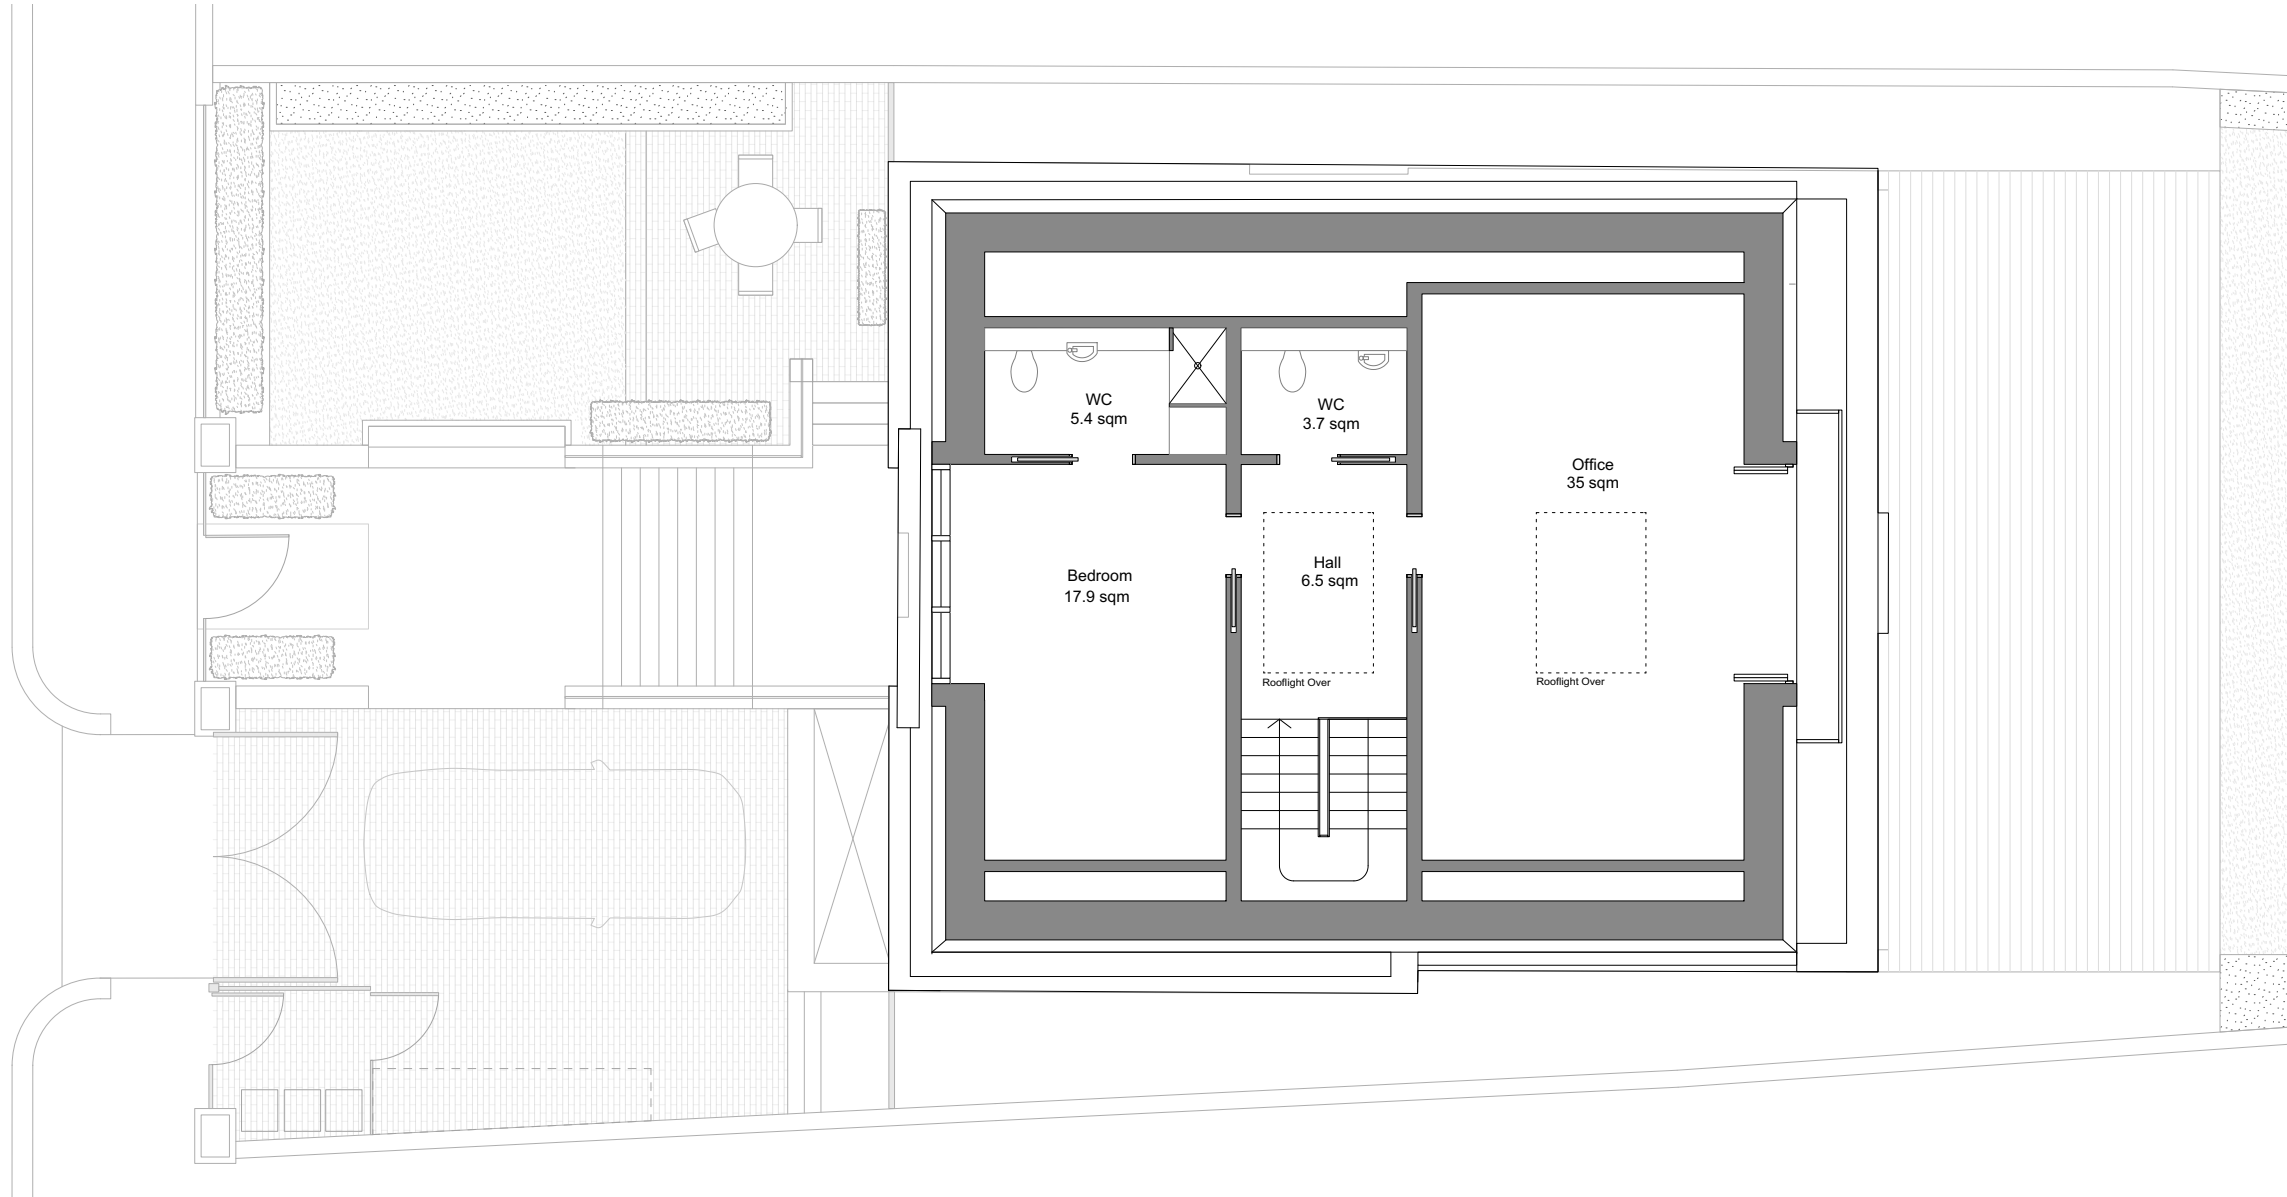 WC
5.4 sqm
WC
3.7 sqm
Office
35 sqm
Bedroom
17.9 sqm
Hall
6.5 sqm
Rooflight Over
Rooflight Over